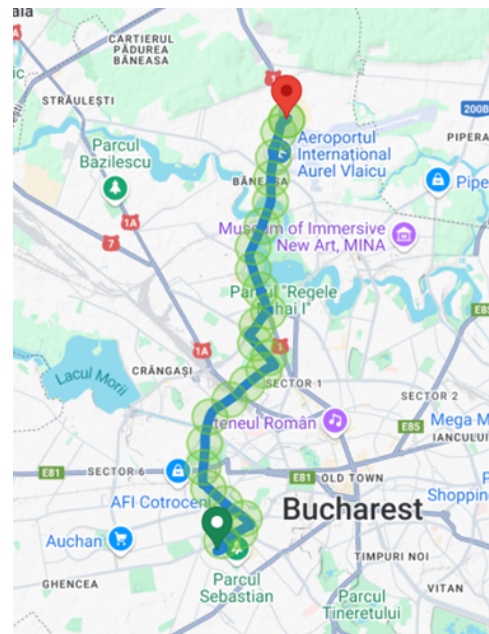 CARTIERUL
PĂDUREA
BĂNEASA
1
STRĂULEȘTI
200B
Aeroportul
Internațional
Aurel Vlaicu
PIPERA
Parcul
Bazilescu
BĂNEASA
Pipe
1A
7
Museum of Immersive
New Art, MINA
Parcul "Regele
Mihai I"
E85
1A
CRÂNGAȘI
Lacul Morii
SECTOR 1
SECTOR 2
teneul Român
E85
Mega M
IANCULUI
E81
SECTOR 6
E81
OLD TOWN
AFI Cotroceni
Shoppin
Bucharest
Auchan
TIMPURI NOI
GHENCEA
Parcul
Sebastian
Parcul
Tineretului
VITAN